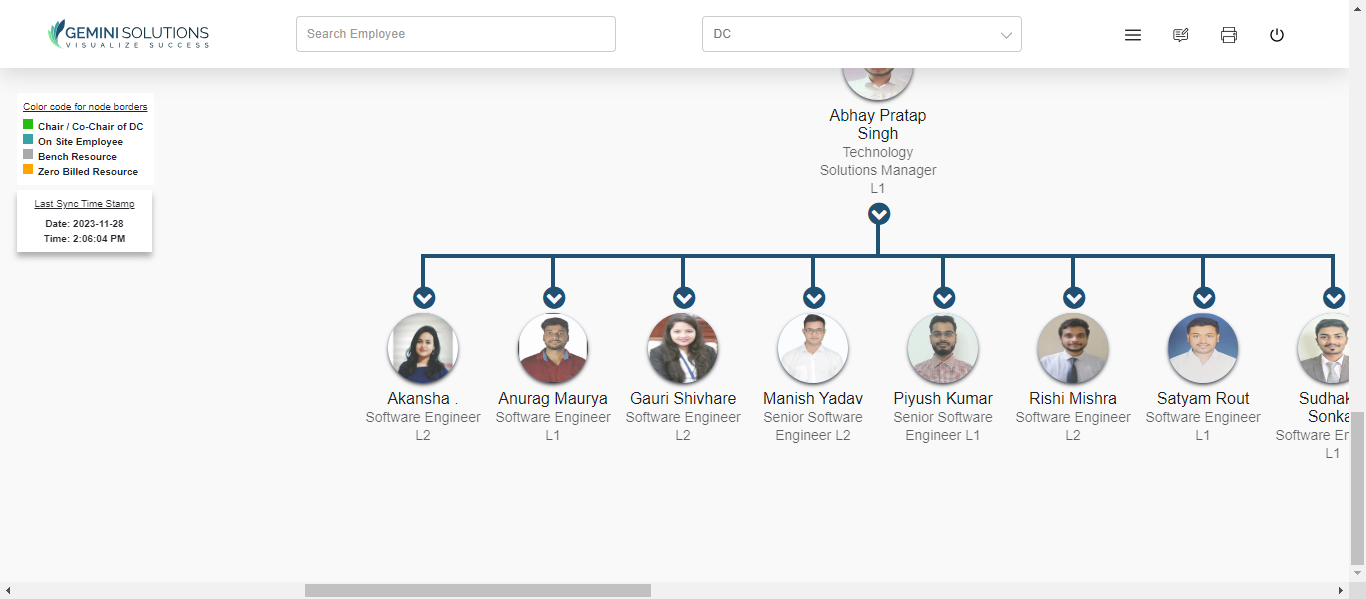 GEMINI SOLUTIONS
VISUALIZE SUCCESS
Search Employee
DC
Color code for node borders
Chair / Co-Chair of DC
On Site Employee
Bench Resource
Zero Billed Resource
Last Sync Time Stamp
Date: 2023-11-28
Time: 2:06:04 PM
Abhay Pratap
Singh
Technology
Solutions Manager
L1
Akansha .
Software Engineer
L2
Anurag Maurya
Software Engineer
L1
Gauri Shivhare
Software Engineer
L2
Manish Yadav
Senior Software
Engineer L2
Piyush Kumar
Senior Software
Engineer L1
Rishi Mishra
Software Engineer
L2
Satyam Rout
Software Engineer
L1
Sudhak
Sonka
Software Er
L1